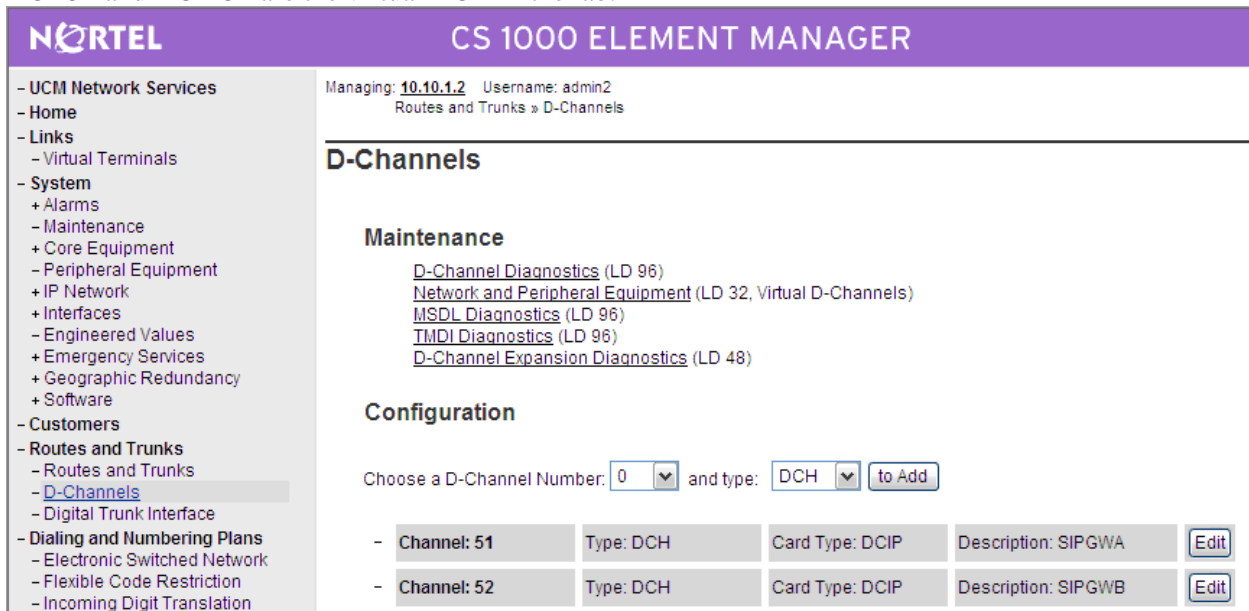 NORTEL
CS 1000 ELEMENT MANAGER
- UCM Network Services
- Home
- Links
- Virtual Terminals
- System
+ Alarms
- Maintenance
+ Core Equipment
- Peripheral Equipment
+ IP Network
+ Interfaces
- Engineered Values
+ Emergency Services
+ Geographic Redundancy
+ Software
- Customers
- Routes and Trunks
- Routes and Trunks
- D-Channels
- Digital Trunk Interface
- Dialing and Numbering Plans
- Electronic Switched Network
- Flexible Code Restriction
- Incoming Digit Translation
Managing: 10.10.1.2 Username: admin2
Routes and Trunks » D-Channels
D-Channels
Maintenance
D-Channel Diagnostics (LD 96)
Network and Peripheral Equipment (LD 32, Virtual D-Channels)
MSDL Diagnostics (LD 96)
TMDI Diagnostics (LD 96)
D-Channel Expansion Diagnostics (LD 48)
Configuration
Choose a D-Channel Number: 0 and type: DCH to Add
- Channel: 51 Type: DCH Card Type: DCIP Description: SIPGWA Edit
- Channel: 52 Type: DCH Card Type: DCIP Description: SIPGWB Edit